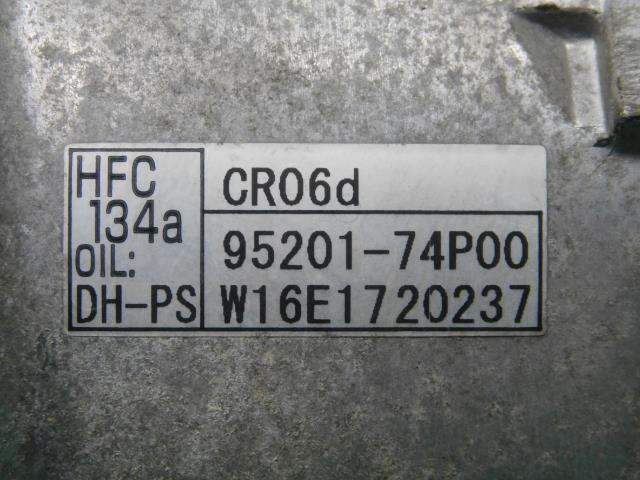 HFC
134a
OIL:
DH-PS
CR06d
95201-74P00
W16E1720237